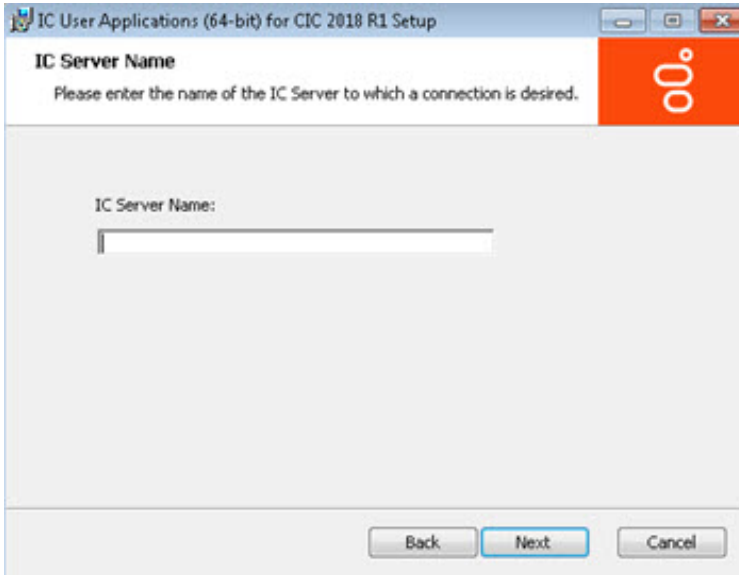 IC User Applications (64-bit) for CIC 2018 R1 Setup
IC Server Name
Please enter the name of the IC Server to which a connection is desired.
IC Server Name:
Back Next Cancel